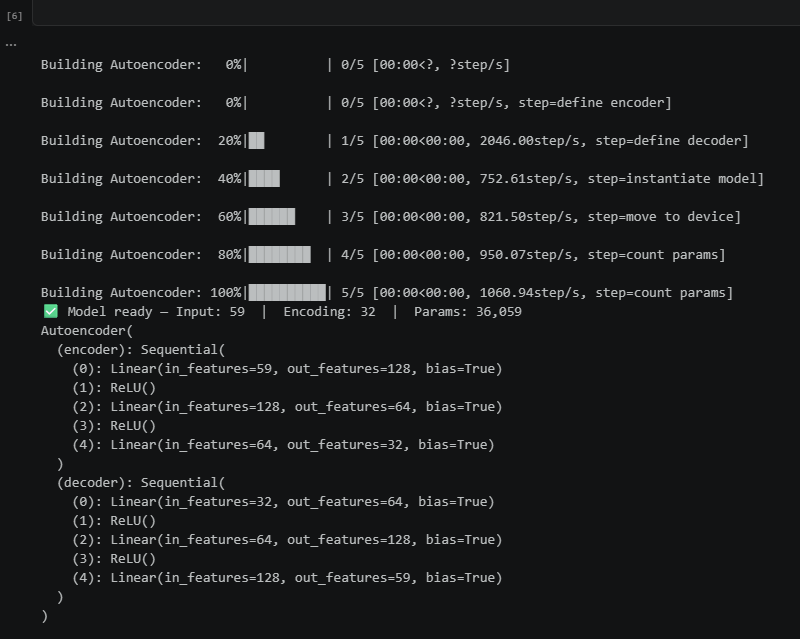 [6]
...
Building Autoencoder:   0%|          | 0/5 [00:00<?, ?step/s]
Building Autoencoder:   0%|          | 0/5 [00:00<?, ?step/s, step=define encoder]
Building Autoencoder:  20%|██        | 1/5 [00:00<00:00, 2046.00step/s, step=define decoder]
Building Autoencoder:  40%|████      | 2/5 [00:00<00:00, 752.61step/s, step=instantiate model]
Building Autoencoder:  60%|██████    | 3/5 [00:00<00:00, 821.50step/s, step=move to device]
Building Autoencoder:  80%|████████  | 4/5 [00:00<00:00, 950.07step/s, step=count params]
Building Autoencoder: 100%|██████████| 5/5 [00:00<00:00, 1060.94step/s, step=count params]
✅ Model ready — Input: 59  |  Encoding: 32  |  Params: 36,059
Autoencoder(
  (encoder): Sequential(
    (0): Linear(in_features=59, out_features=128, bias=True)
    (1): ReLU()
    (2): Linear(in_features=128, out_features=64, bias=True)
    (3): ReLU()
    (4): Linear(in_features=64, out_features=32, bias=True)
  )
  (decoder): Sequential(
    (0): Linear(in_features=32, out_features=64, bias=True)
    (1): ReLU()
    (2): Linear(in_features=64, out_features=128, bias=True)
    (3): ReLU()
    (4): Linear(in_features=128, out_features=59, bias=True)
  )
)